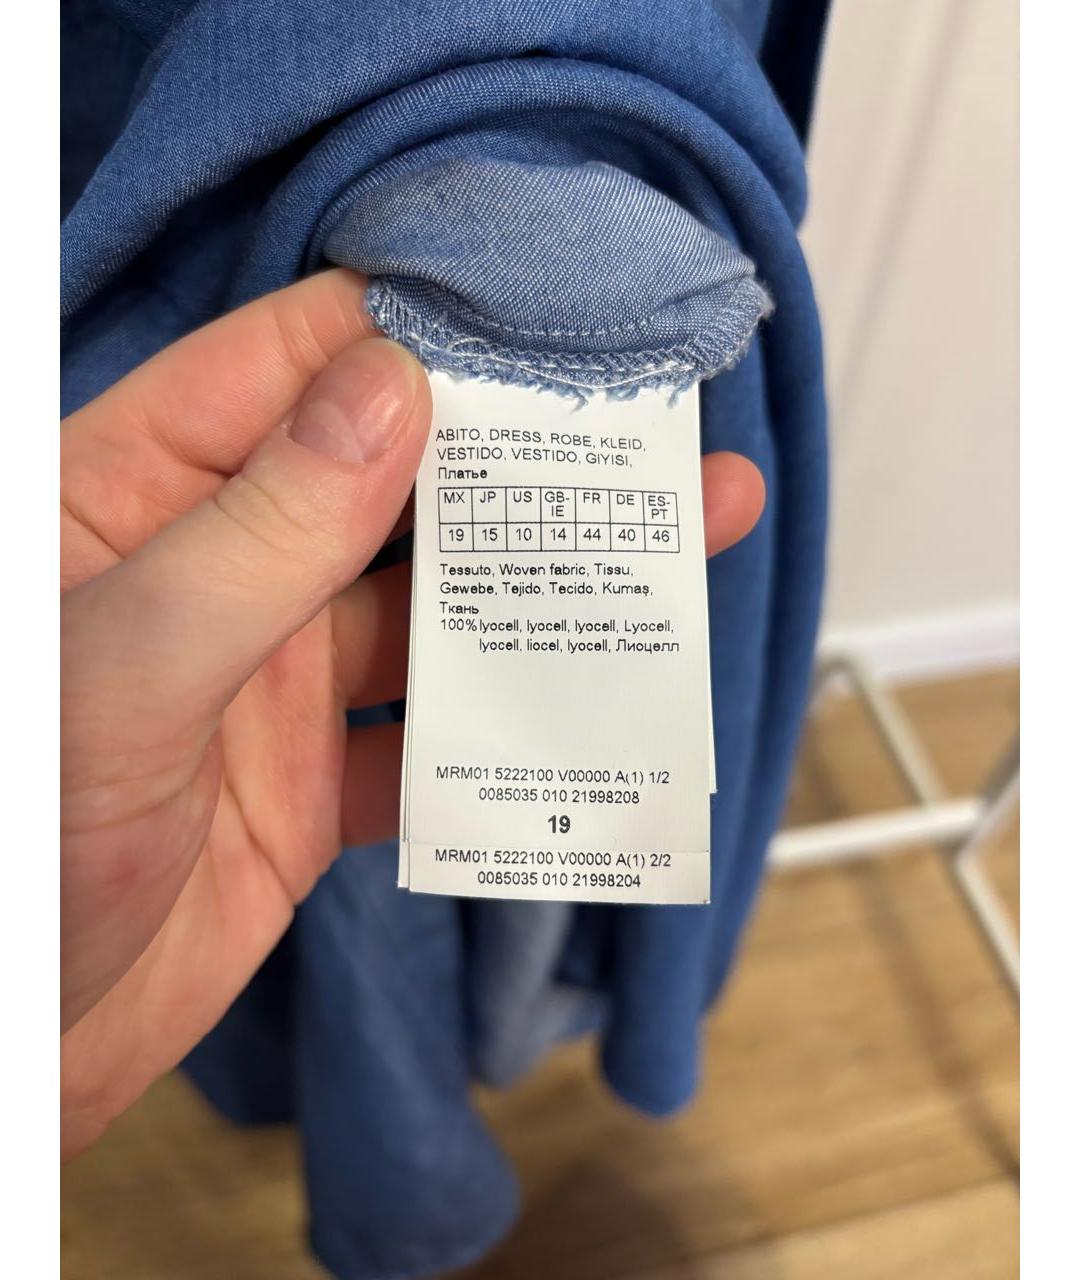 ABITO, DRESS, ROBE, KLEID,
VESTIDO, VESTIDO, GIYISI,
Платье
MX JP US GB-IE FR DE ES-PT
19 15 10 14 44 40 46
Tessuto, Woven fabric, Tissu,
Gewebe, Tejido, Tecido, Kumaş,
Ткань
100% lyocell, lyocell, lyocell, Lyocell,
lyocell, liocel, lyocell, Лиоцелл
MRM01 5222100 V00000 A(1) 1/2
0085035 010 21998208
19
MRM01 5222100 V00000 A(1) 2/2
0085035 010 21998204